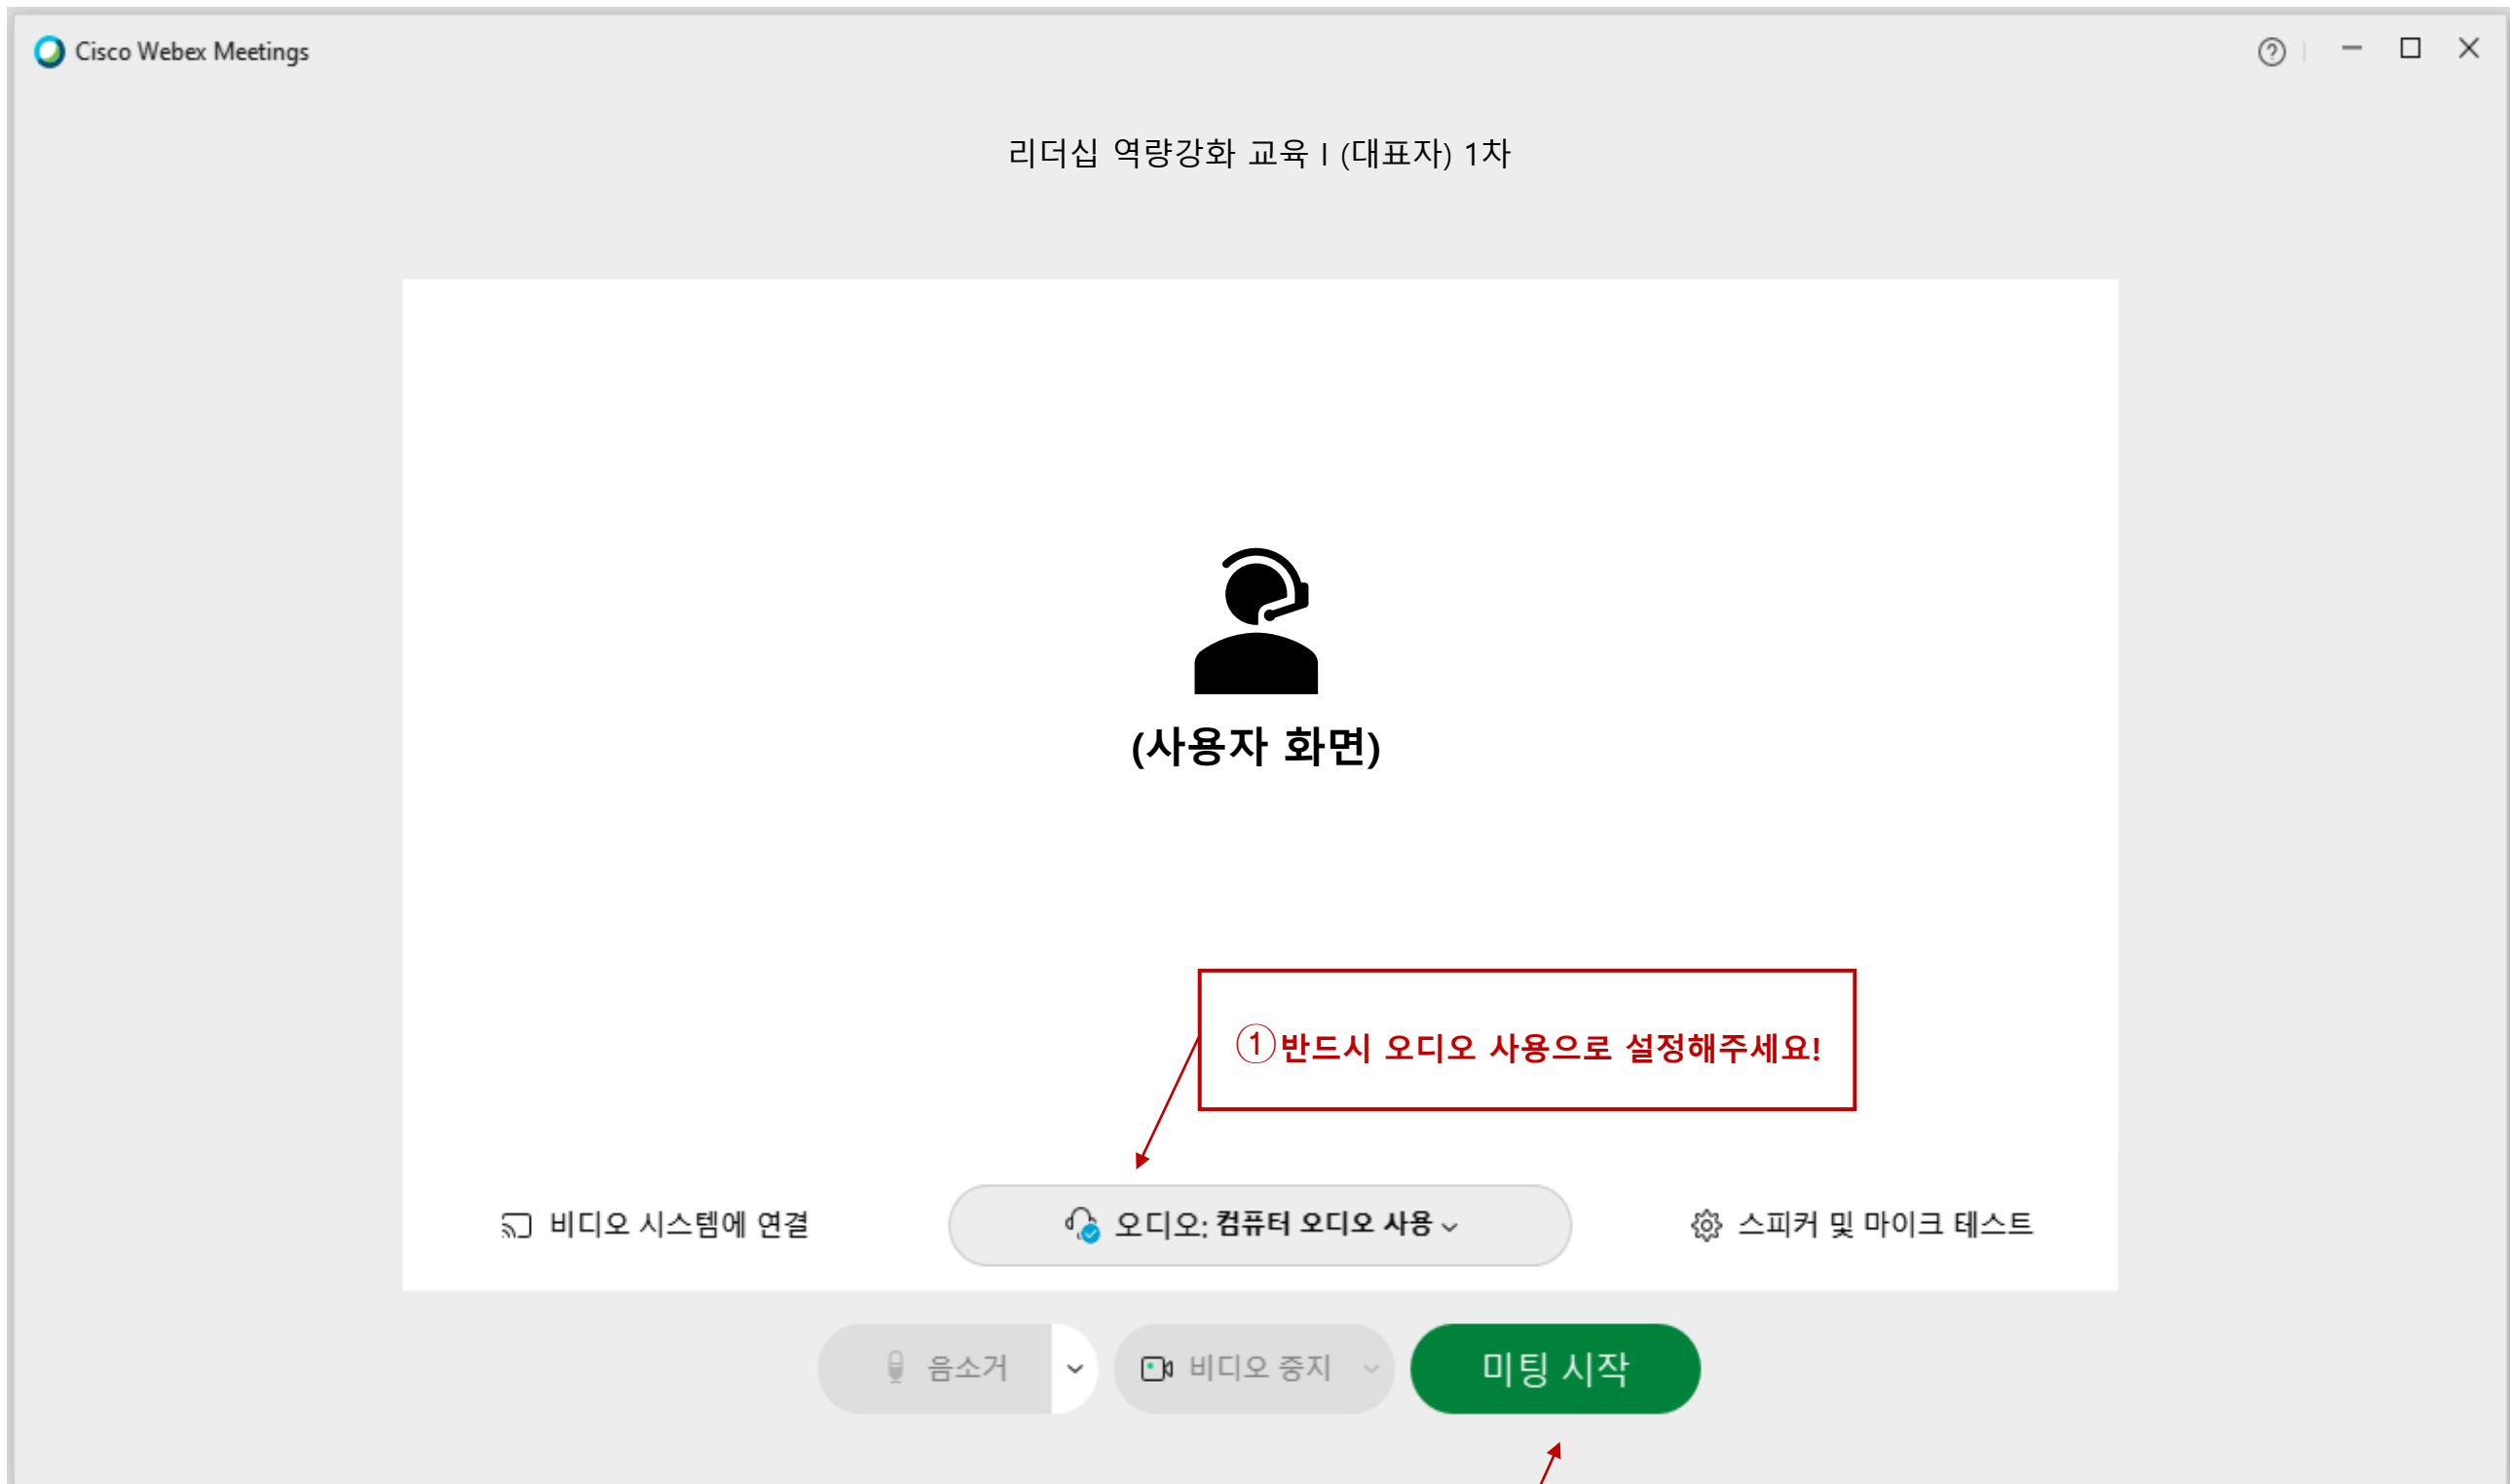 Cisco Webex Meetings
리더십 역량강화 교육 I (대표자) 1차
(사용자 화면)
①반드시 오디오 사용으로 설정해주세요!
비디오 시스템에 연결
오디오: 컴퓨터 오디오 사용
스피커 및 마이크 테스트
음소거
비디오 중지
미팅 시작